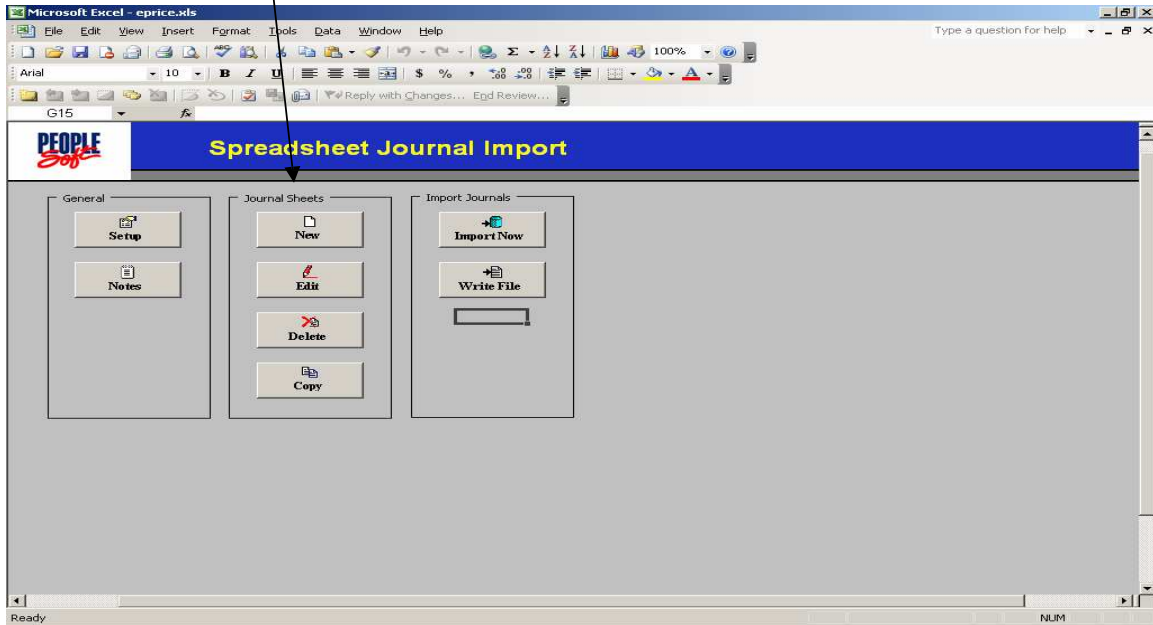 Microsoft Excel - eprice.xls
File Edit View Insert Format Tools Data Window Help Type a question for help
100%
Arial 10 B I U $ % ,
Reply with Changes... End Review...
G15 fx
PEOPLE Soft
Spreadsheet Journal Import
General Journal Sheets Import Journals
Setup New Import Now
Notes Edit Write File
Delete
Copy
Ready NUM